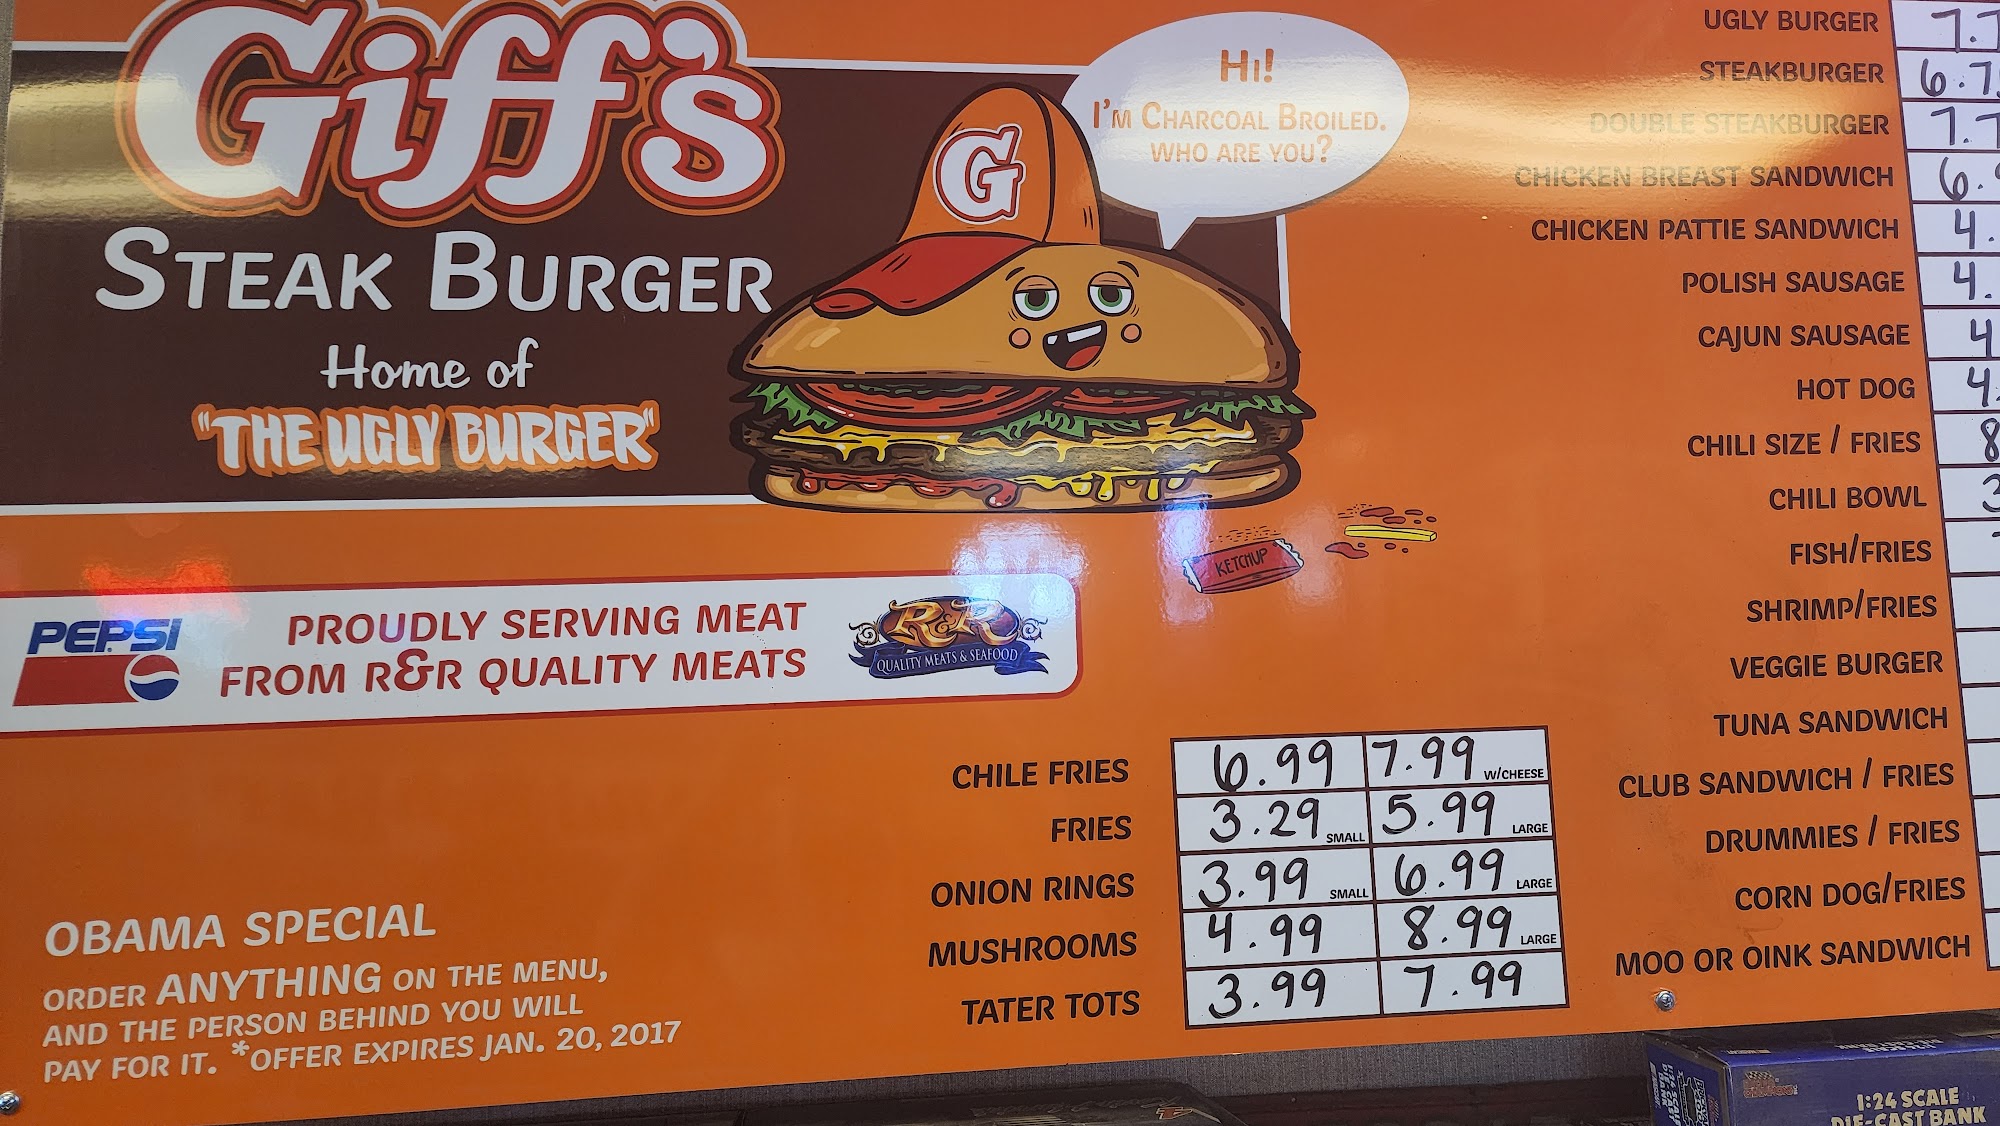 Giff's
STEAK BURGER
Home of
"THE UGLY BURGER"
G
HI!
I'M CHARCOAL BROILED.
WHO ARE YOU?
KETCHUP
PEPSI
PROUDLY SERVING MEAT
FROM R&R QUALITY MEATS
R&R
QUALITY MEATS & SEAFOOD
OBAMA SPECIAL
ORDER ANYTHING ON THE MENU,
AND THE PERSON BEHIND YOU WILL
PAY FOR IT. *OFFER EXPIRES JAN. 20, 2017
CHILE FRIES 6.99 7.99 W/CHEESE
FRIES 3.29 SMALL 5.99 LARGE
ONION RINGS 3.99 SMALL 6.99 LARGE
MUSHROOMS 4.99 8.99 LARGE
TATER TOTS 3.99 7.99
UGLY BURGER
STEAKBURGER
DOUBLE STEAKBURGER
CHICKEN BREAST SANDWICH
CHICKEN PATTIE SANDWICH
POLISH SAUSAGE
CAJUN SAUSAGE
HOT DOG
CHILI SIZE / FRIES
CHILI BOWL
FISH/FRIES
SHRIMP/FRIES
VEGGIE BURGER
TUNA SANDWICH
CLUB SANDWICH / FRIES
DRUMMIES / FRIES
CORN DOG/FRIES
MOO OR OINK SANDWICH
1:24 SCALE
DIE-CAST BANK